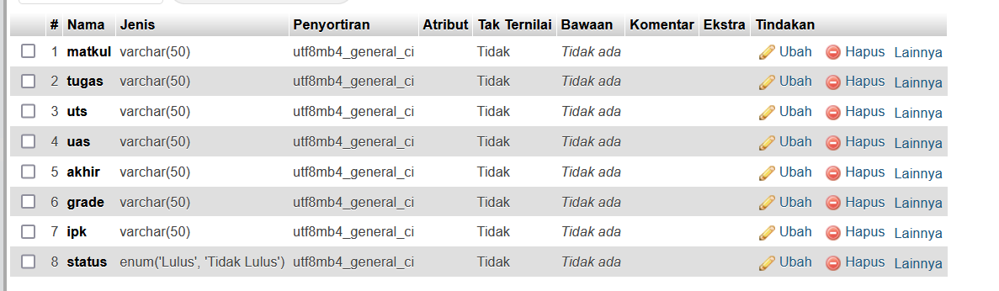 # Nama Jenis Penyortiran Atribut Tak Ternilai Bawaan Komentar Ekstra Tindakan
1 matkul varchar(50) utf8mb4_general_ci Tidak Tidak ada Ubah Hapus Lainnya
2 tugas varchar(50) utf8mb4_general_ci Tidak Tidak ada Ubah Hapus Lainnya
3 uts varchar(50) utf8mb4_general_ci Tidak Tidak ada Ubah Hapus Lainnya
4 uas varchar(50) utf8mb4_general_ci Tidak Tidak ada Ubah Hapus Lainnya
5 akhir varchar(50) utf8mb4_general_ci Tidak Tidak ada Ubah Hapus Lainnya
6 grade varchar(50) utf8mb4_general_ci Tidak Tidak ada Ubah Hapus Lainnya
7 ipk varchar(50) utf8mb4_general_ci Tidak Tidak ada Ubah Hapus Lainnya
8 status enum('Lulus', 'Tidak Lulus') utf8mb4_general_ci Tidak Tidak ada Ubah Hapus Lainnya